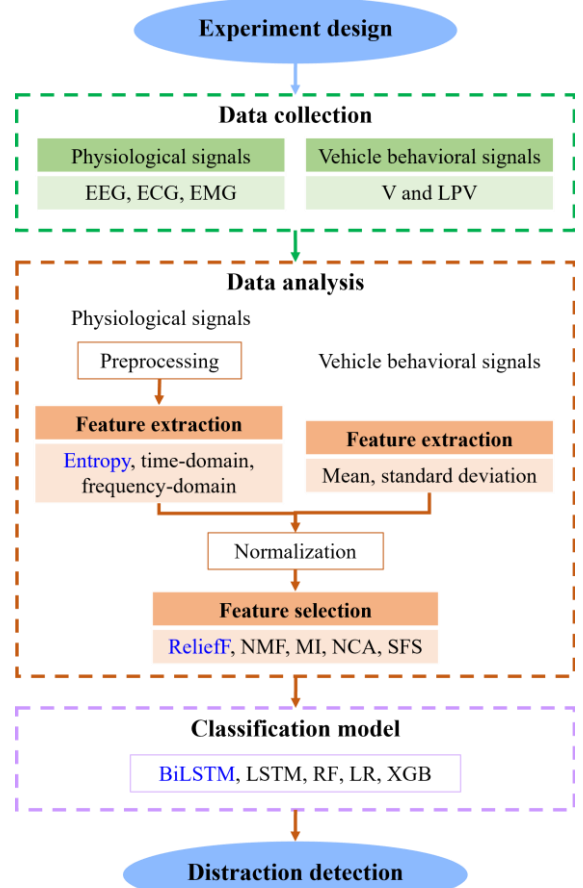 Experiment design
Data collection
Physiological signals
EEG, ECG, EMG
Vehicle behavioral signals
V and LPV
Data analysis
Physiological signals
Preprocessing
Feature extraction
Entropy, time-domain,
frequency-domain
Vehicle behavioral signals
Feature extraction
Mean, standard deviation
Normalization
Feature selection
ReliefF, NMF, MI, NCA, SFS
Classification model
BiLSTM, LSTM, RF, LR, XGB
Distraction detection